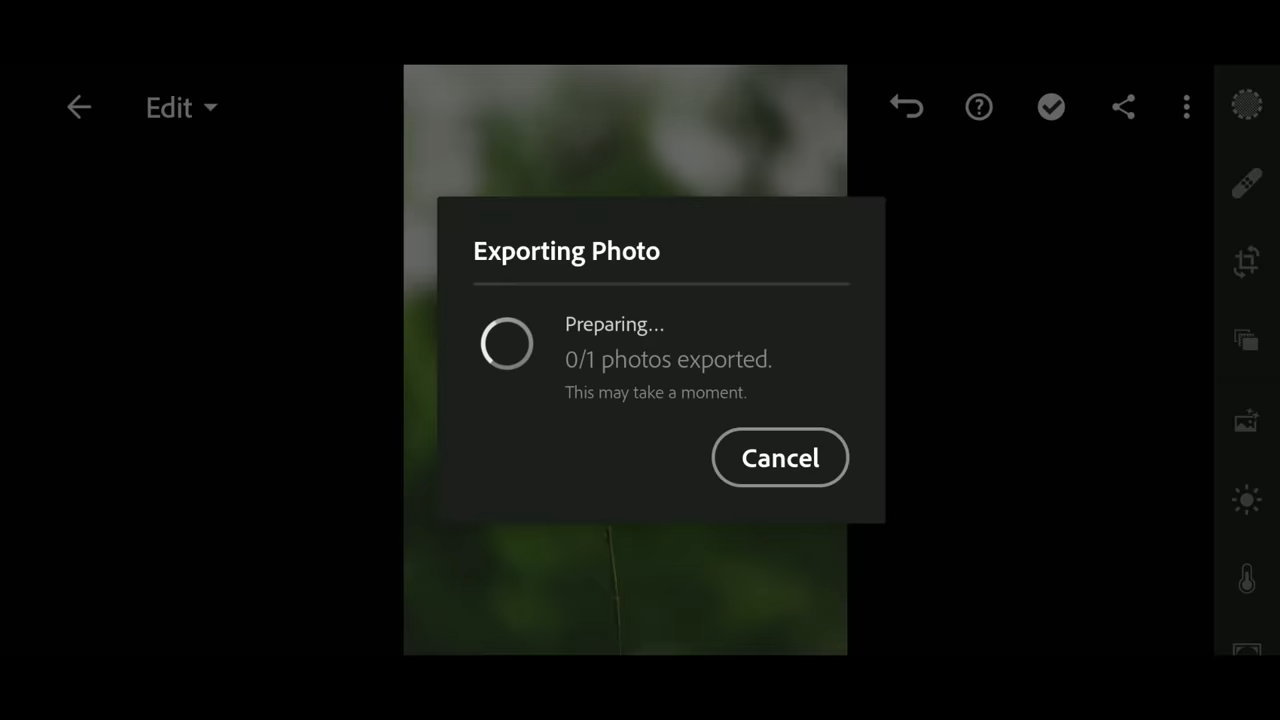 Edit
Exporting Photo
Preparing...
0/1 photos exported.
This may take a moment.
Cancel